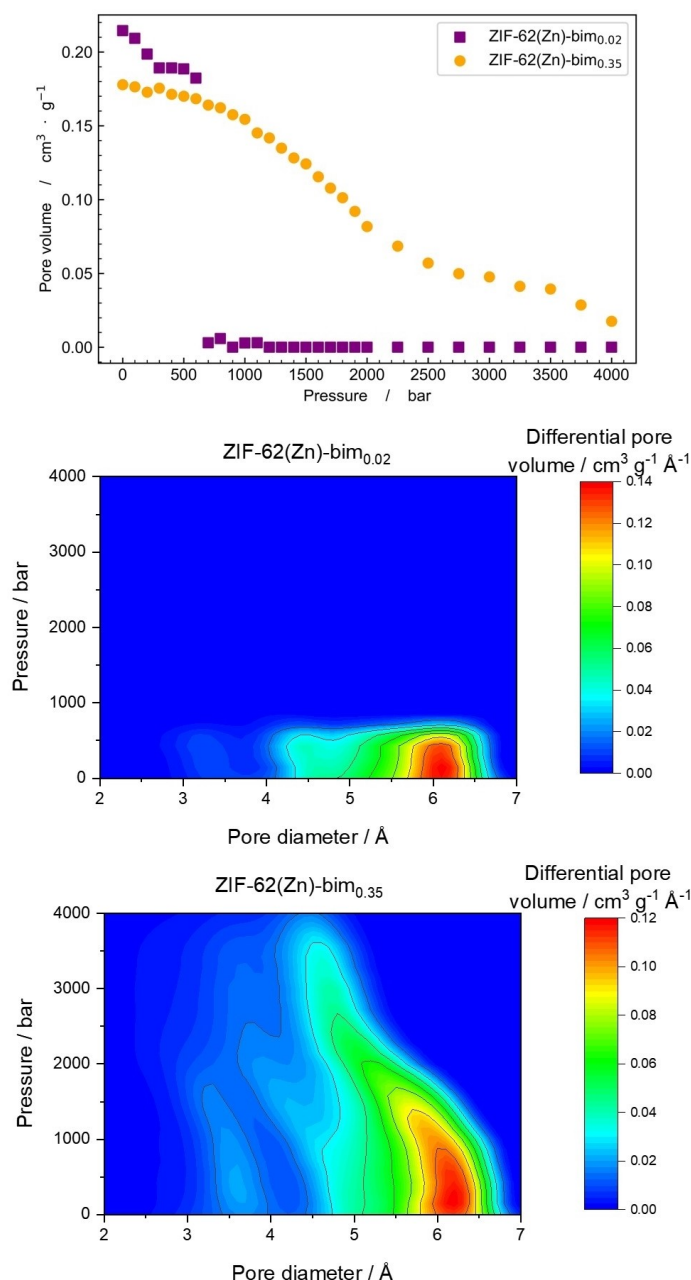 ZIF-62(Zn)-bim₀.₀₂
ZIF-62(Zn)-bim₀.₃₅
0.20
0.15
0.10
0.05
0.00
Pore volume / cm³ · g⁻¹
0 500 1000 1500 2000 2500 3000 3500 4000
Pressure / bar
ZIF-62(Zn)-bim₀.₀₂
Differential pore
volume / cm³ g⁻¹ Å⁻¹
4000
3000
2000
1000
0
Pressure / bar
2 3 4 5 6 7
Pore diameter / Å
0.14
0.12
0.10
0.08
0.06
0.04
0.02
0.00
ZIF-62(Zn)-bim₀.₃₅
Differential pore
volume / cm³ g⁻¹ Å⁻¹
4000
3000
2000
1000
0
Pressure / bar
2 3 4 5 6 7
Pore diameter / Å
0.12
0.10
0.08
0.06
0.04
0.02
0.00